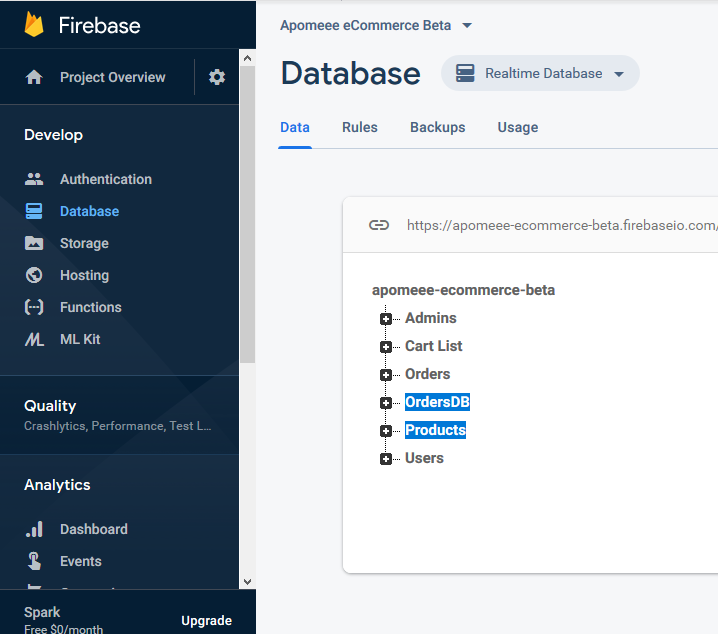 Firebase
Project Overview
Develop
Authentication
Database
Storage
Hosting
Functions
ML Kit
Quality
Crashlytics, Performance, Test L...
Analytics
Dashboard
Events
Spark
Free $0/month
Upgrade
Apomeee eCommerce Beta
Database
Realtime Database
Data
Rules
Backups
Usage
https://apomeee-ecommerce-beta.firebaseio.com/
apomeee-ecommerce-beta
Admins
Cart List
Orders
OrdersDB
Products
Users